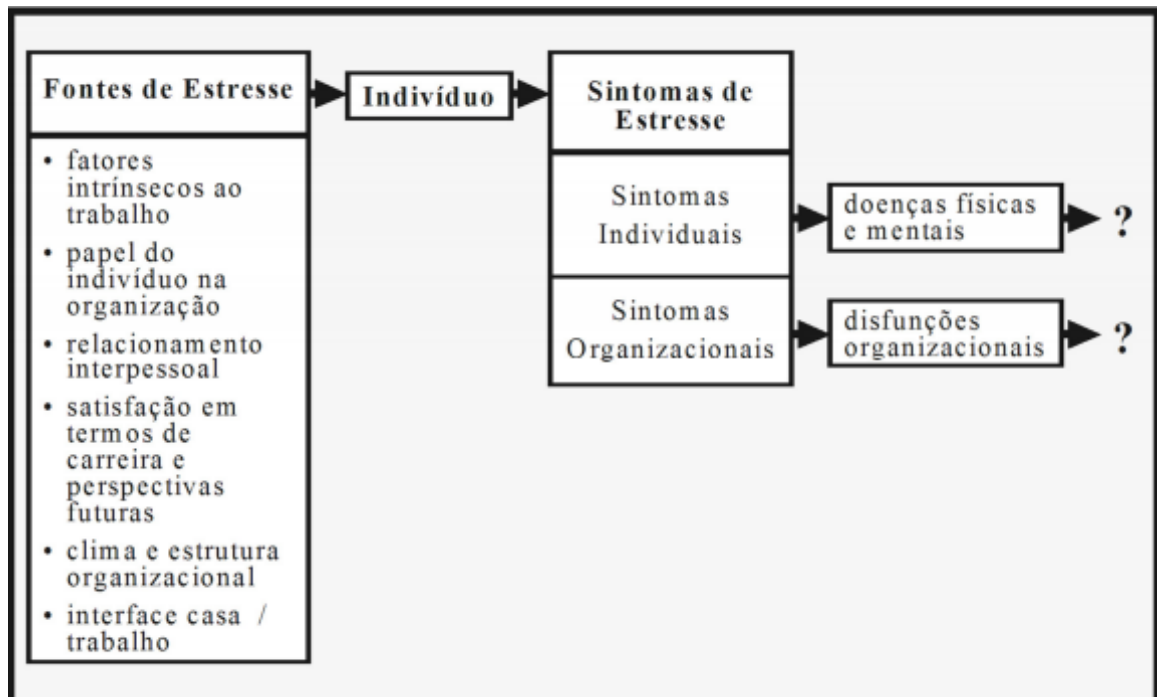 Fontes de Estresse
• fatores
intrínsecos ao
trabalho
• papel do
indivíduo na
organização
• relacionamento
interpessoal
• satisfação em
termos de
carreira e
perspectivas
futuras
• clima e estrutura
organizacional
• interface casa /
trabalho
Indivíduo
Sintomas de
Estresse
Sintomas
Individuais
doenças físicas
e mentais
?
Sintomas
Organizacionais
disfunções
organizacionais
?